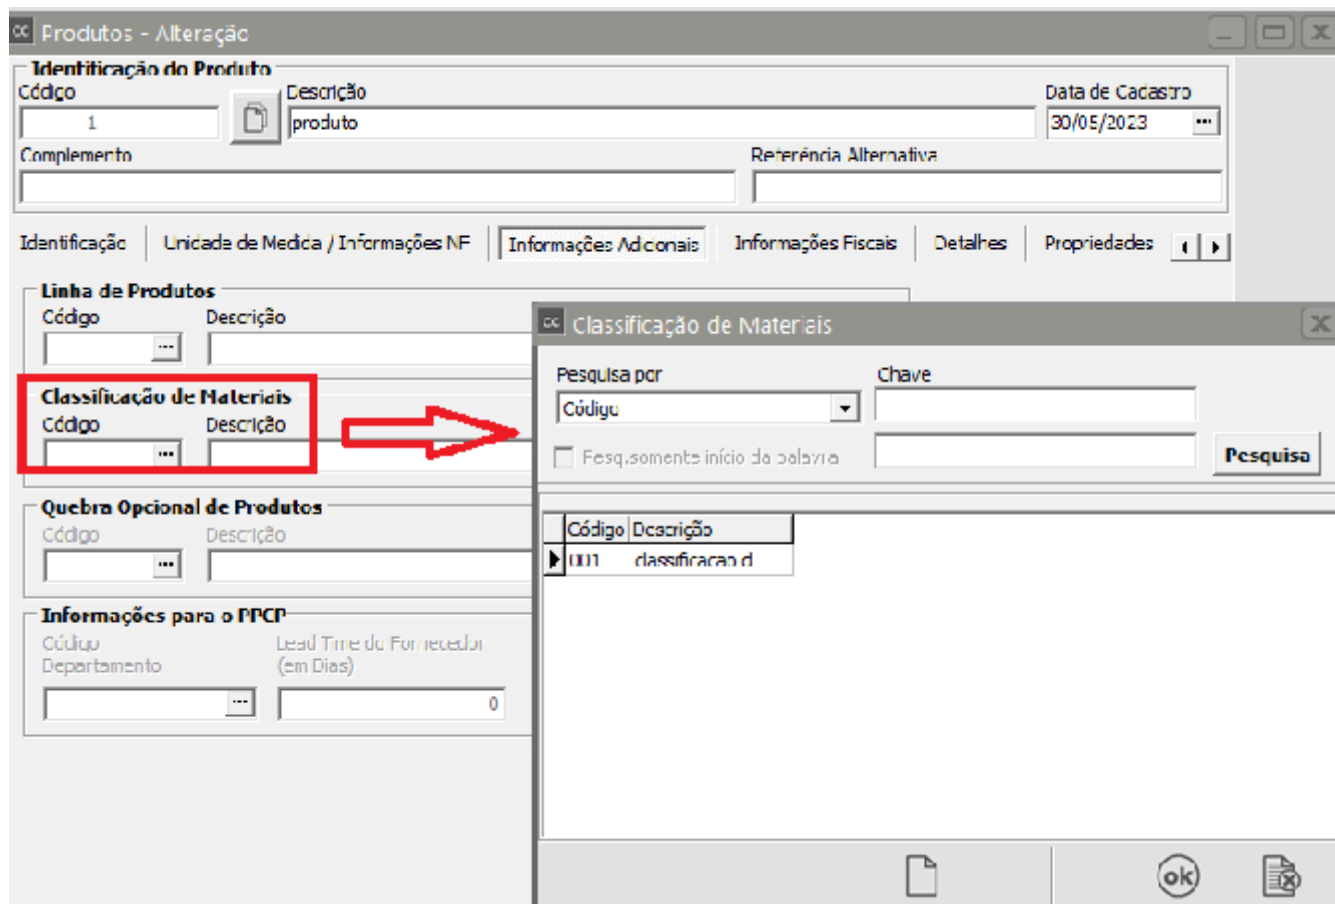 Produtos - Alteração
Identificação do Produto
Código Descrição Data de Cadastro
1 produto 30/05/2023 ...
Complemento Referência Alternativa
Identificação Unidade de Medida / Informações NF Informações Adicionais Informações Fiscais Detalhes Propriedades
Linha de Produtos
Código Descrição
...
Classificação de Materiais
Código Descrição
...
Quebra Opcional de Produtos
Código Descrição
...
Informações para o PPCP
Código Departamento
Lead Time do Fornecedor (em Dias)
... 0
Classificação de Materiais
Pesquisa por Chave
Código
Pesq.somente início da palavra Pesquisa
Código Descrição
001 classificacao d
ok